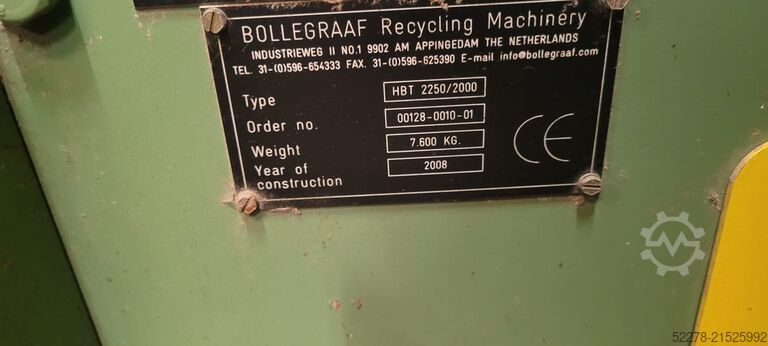 BOLLEGRAAF Recycling Machinery
INDUSTRIEWEG II NO.1 9902 AM APPINGEDAM THE NETHERLANDS
TEL. 31-(0)596-654333 FAX. 31-(0)596-625390 E-mail info@bollegraaf.com
Type HBT 2250/2000
Order no. 00128-0010-01
Weight 7.600 KG.
Year of construction 2008
CE
52278-21525992